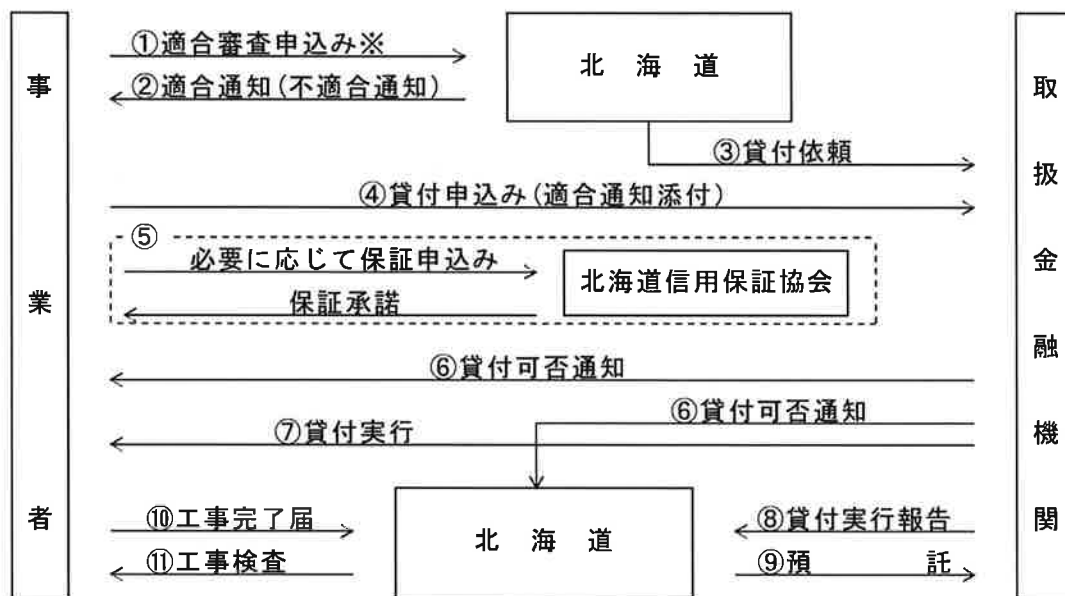 事業者
①適合審査申込み※
②適合通知(不適合通知)
北海道
③貸付依頼
④貸付申込み(適合通知添付)
⑤
必要に応じて保証申込み
保証承諾
北海道信用保証協会
⑥貸付可否通知
⑥貸付可否通知
⑦貸付実行
⑩工事完了届
⑪工事検査
北海道
⑧貸付実行報告
⑨預託
取扱金融機関